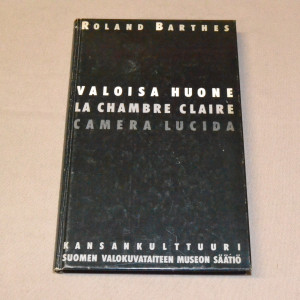 ROLAND BARTHES
VALOISA HUONE
LA CHAMBRE CLAIRE
CAMERA LUCIDA
KANSANKULTTUURI
SUOMEN VALOKUVATAITEEN MUSEON SÄÄTIÖ